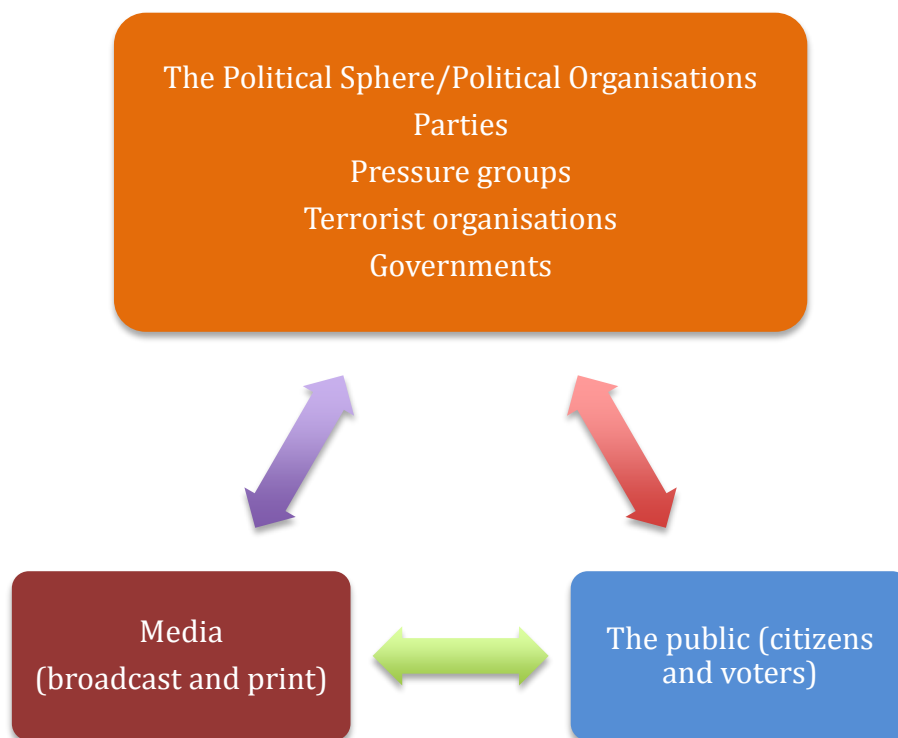 The Political Sphere/Political Organisations
Parties
Pressure groups
Terrorist organisations
Governments
Media
(broadcast and print)
The public (citizens
and voters)